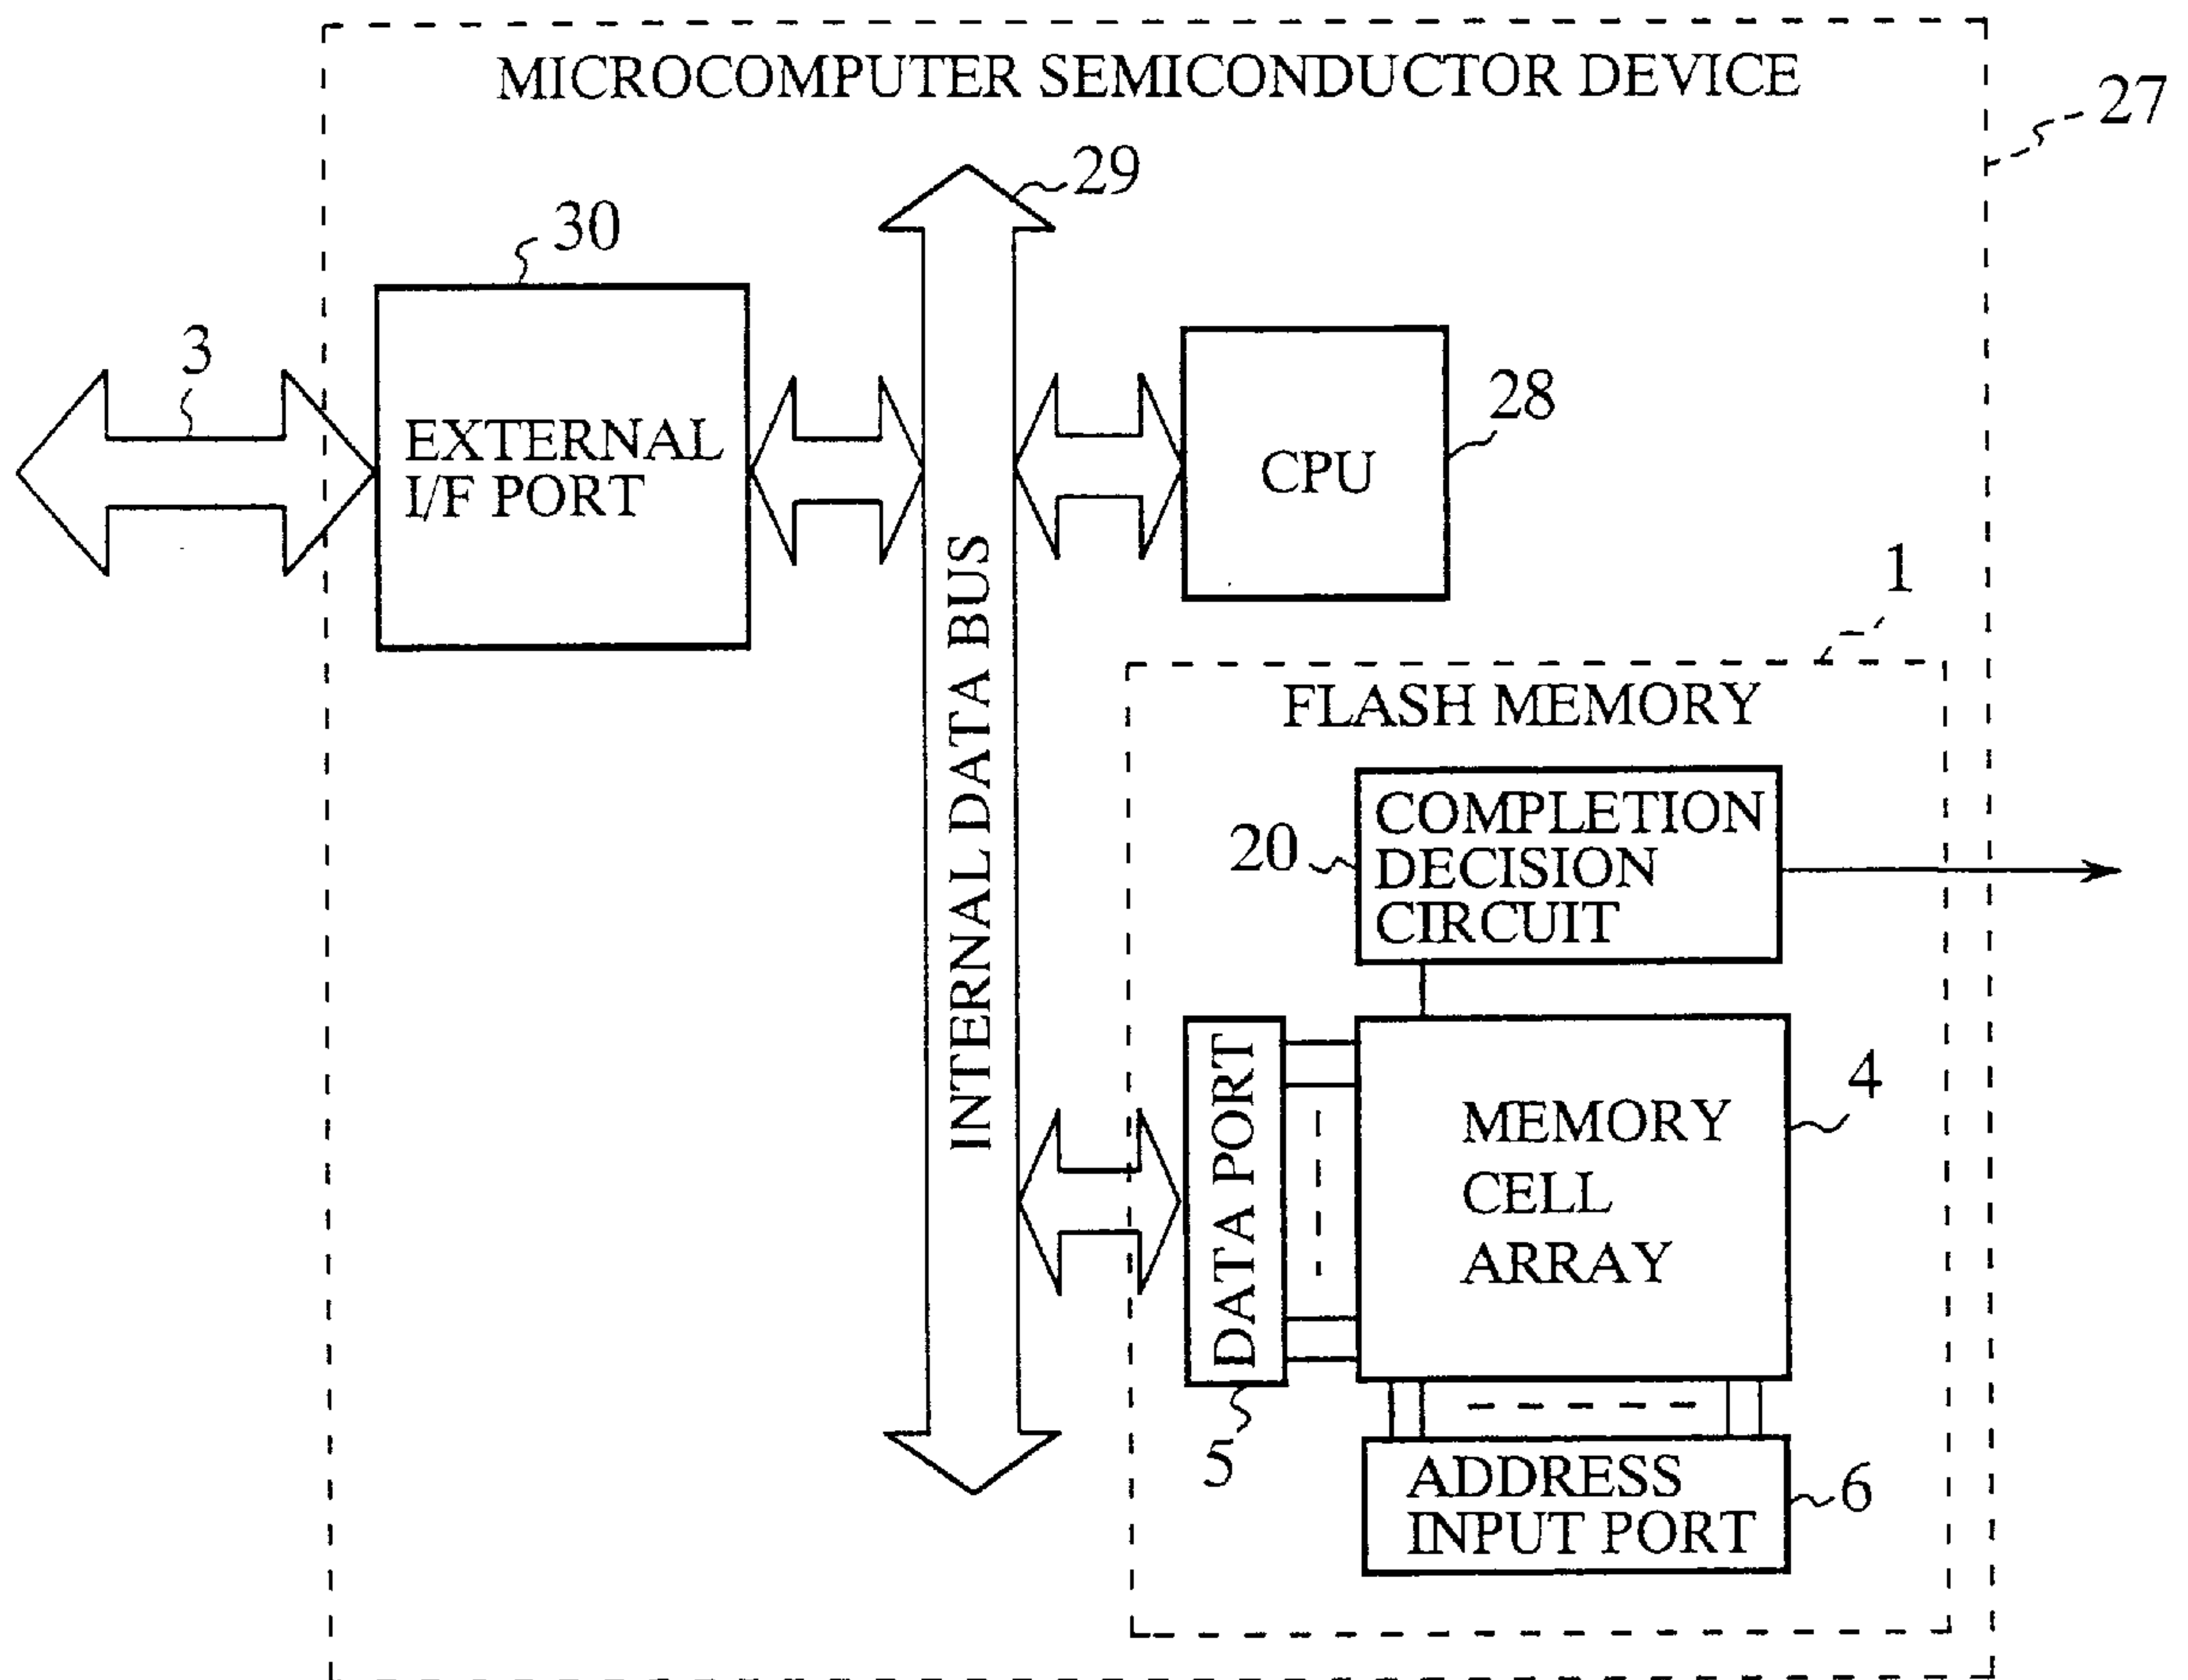 MICROCOMPUTER SEMICONDUCTOR DEVICE
27
29
30
3
EXTERNAL
I/F PORT
28
CPU
INTERNAL DATA BUS
1
FLASH MEMORY
20
COMPLETION
DECISION
CIRCUIT
DATA PORT
4
MEMORY
CELL
ARRAY
5
ADDRESS
INPUT PORT
6